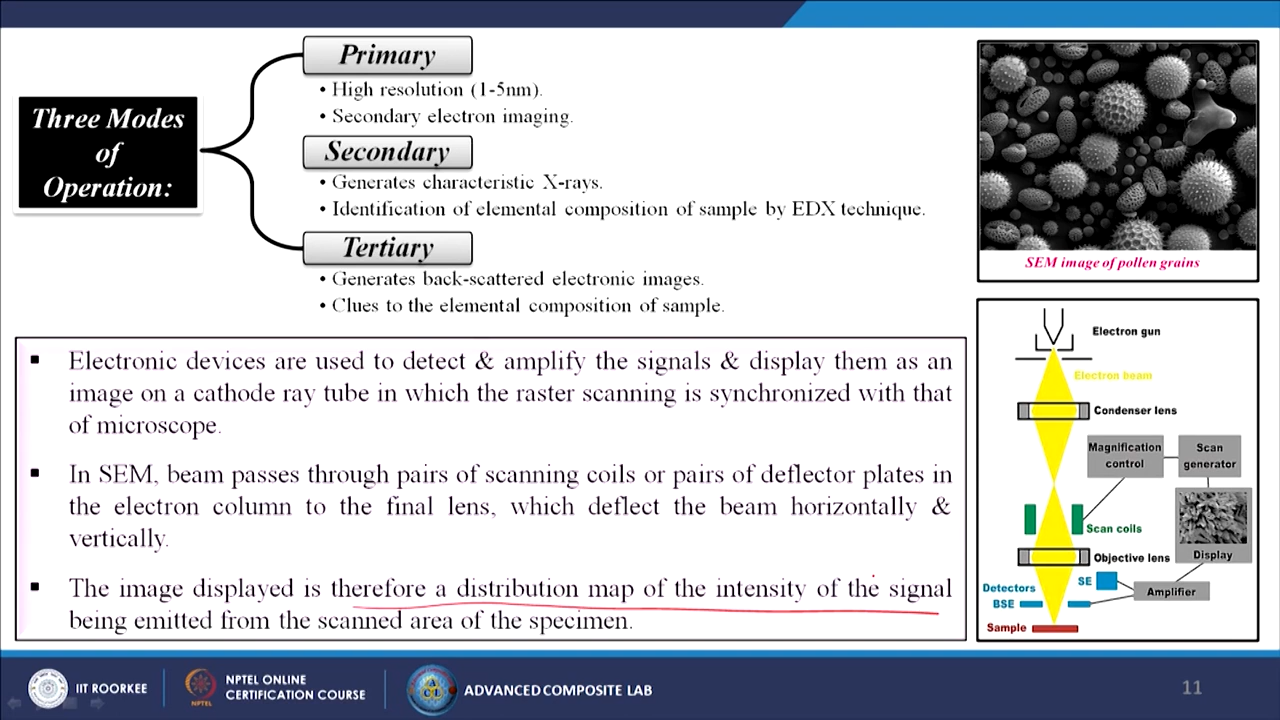 Three Modes
of
Operation:
Primary
• High resolution (1-5nm).
• Secondary electron imaging.
Secondary
• Generates characteristic X-rays.
• Identification of elemental composition of sample by EDX technique.
Tertiary
• Generates back-scattered electronic images.
• Clues to the elemental composition of sample.
SEM image of pollen grains
▪ Electronic devices are used to detect & amplify the signals & display them as an
image on a cathode ray tube in which the raster scanning is synchronized with that
of microscope.
▪ In SEM, beam passes through pairs of scanning coils or pairs of deflector plates in
the electron column to the final lens, which deflect the beam horizontally &
vertically.
▪ The image displayed is therefore a distribution map of the intensity of the signal
being emitted from the scanned area of the specimen.
Electron gun
Electron beam
Condenser lens
Magnification
control
Scan
generator
Scan coils
Objective lens
Display
Detectors
SE
BSE
Amplifier
Sample
IIT ROORKEE
NPTEL
NPTEL ONLINE
CERTIFICATION COURSE
ACL
ADVANCED COMPOSITE LAB
11